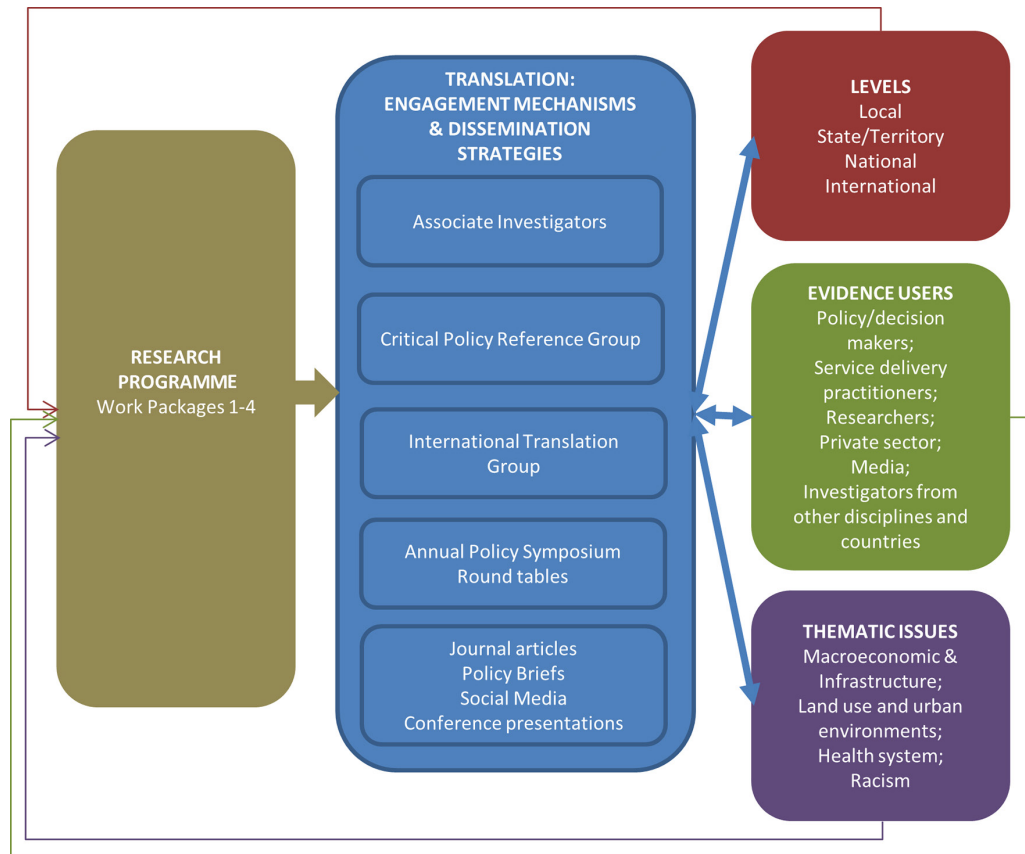 RESEARCH
PROGRAMME
Work Packages 1-4
TRANSLATION:
ENGAGEMENT MECHANISMS
& DISSEMINATION
STRATEGIES
Associate Investigators
Critical Policy Reference Group
International Translation
Group
Annual Policy Symposium
Round tables
Journal articles
Policy Briefs
Social Media
Conference presentations
LEVELS
Local
State/Territory
National
International
EVIDENCE USERS
Policy/decision
makers;
Service delivery
practitioners;
Researchers;
Private sector;
Media;
Investigators from
other disciplines and
countries
THEMATIC ISSUES
Macroeconomic &
Infrastructure;
Land use and urban
environments;
Health system;
Racism